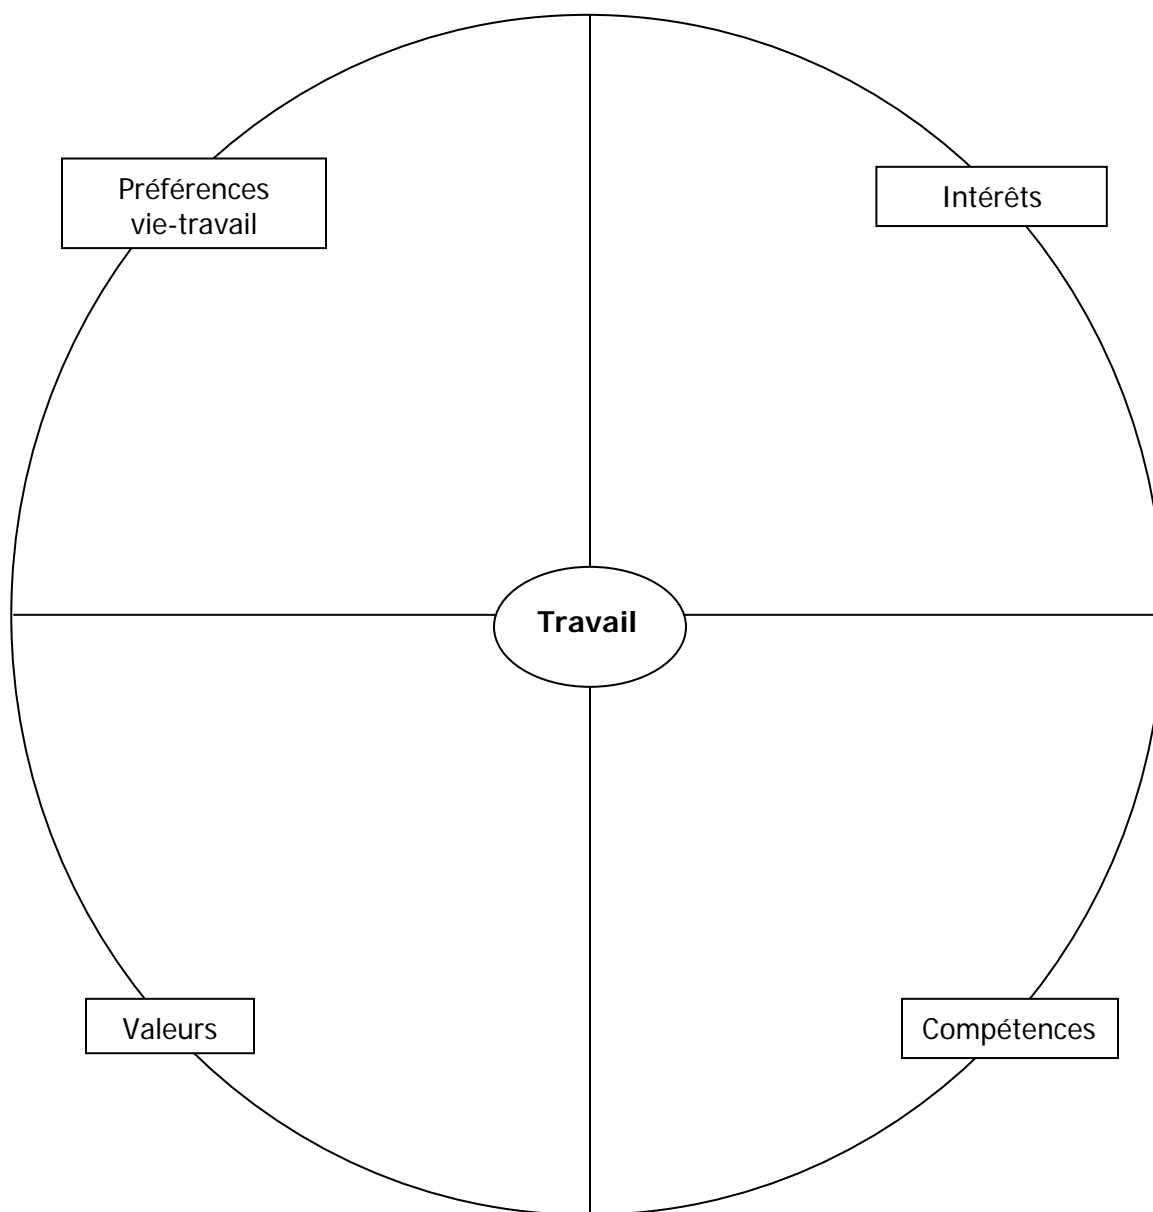 Préférences
vie-travail
Intérêts
Travail
Valeurs
Compétences